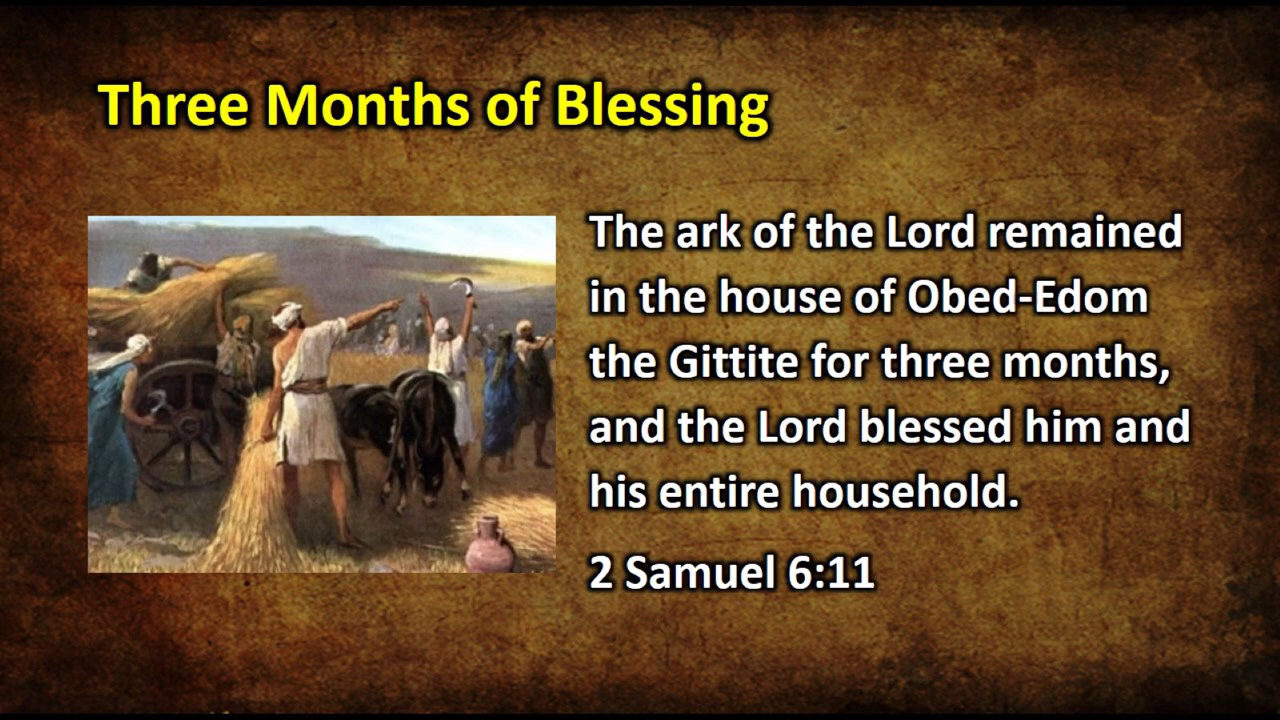 Three Months of Blessing
The ark of the Lord remained
in the house of Obed-Edom
the Gittite for three months,
and the Lord blessed him and
his entire household.
2 Samuel 6:11